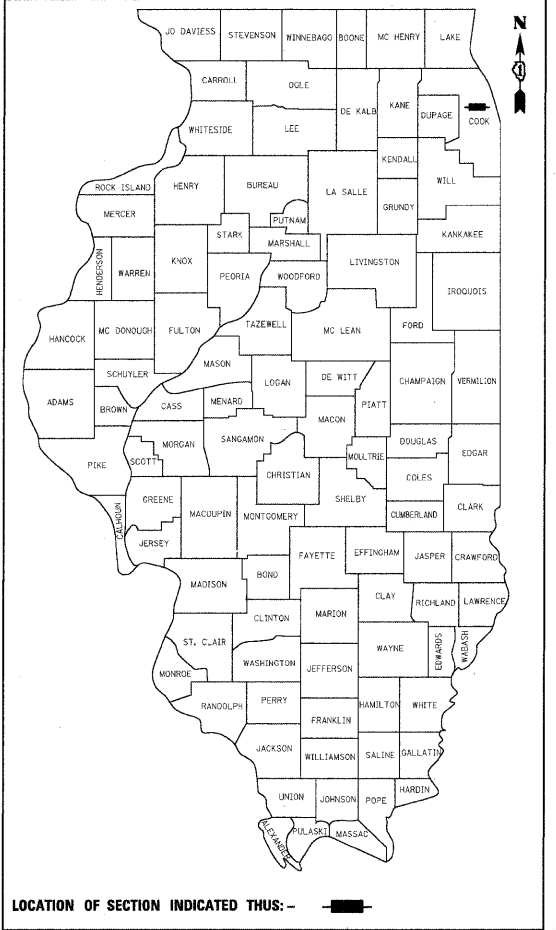 N
JO DAVIESS STEVENSON WINNEBAGO BOONE MC HENRY LAKE
CARROLL OGLE
DE KALB KANE DUPAGE COOK
WHITESIDE LEE
KENDALL
WILL
ROCK ISLAND HENRY BUREAU LA SALLE GRUNDY
MERCER PUTNAM
STARK MARSHALL KANKAKEE
HENDERSON WARREN KNOX PEORIA WOODFORD LIVINGSTON
IROQUOIS
HANCOCK MC DONOUGH FULTON TAZEWELL MC LEAN FORD
MASON
SCHUYLER LOGAN DE WITT CHAMPAIGN VERMILION
ADAMS BROWN CASS MENARD PIATT
MACON
MORGAN SANGAMON DOUGLAS
PIKE SCOTT CHRISTIAN MOULTRIE EDGAR
COLES
GREENE MACOUPIN SHELBY
CALHOUN MONTGOMERY CUMBERLAND CLARK
JERSEY FAYETTE EFFINGHAM JASPER CRAWFORD
MADISON BOND
CLAY
CLINTON MARION RICHLAND LAWRENCE
ST. CLAIR WAYNE EDWARDS WABASH
WASHINGTON JEFFERSON
MONROE
RANDOLPH PERRY HAMILTON WHITE
FRANKLIN
JACKSON WILLIAMSON SALINE GALLATIN
UNION JOHNSON POPE HARDIN
ALEXANDER PULASKI MASSAC
LOCATION OF SECTION INDICATED THUS: -